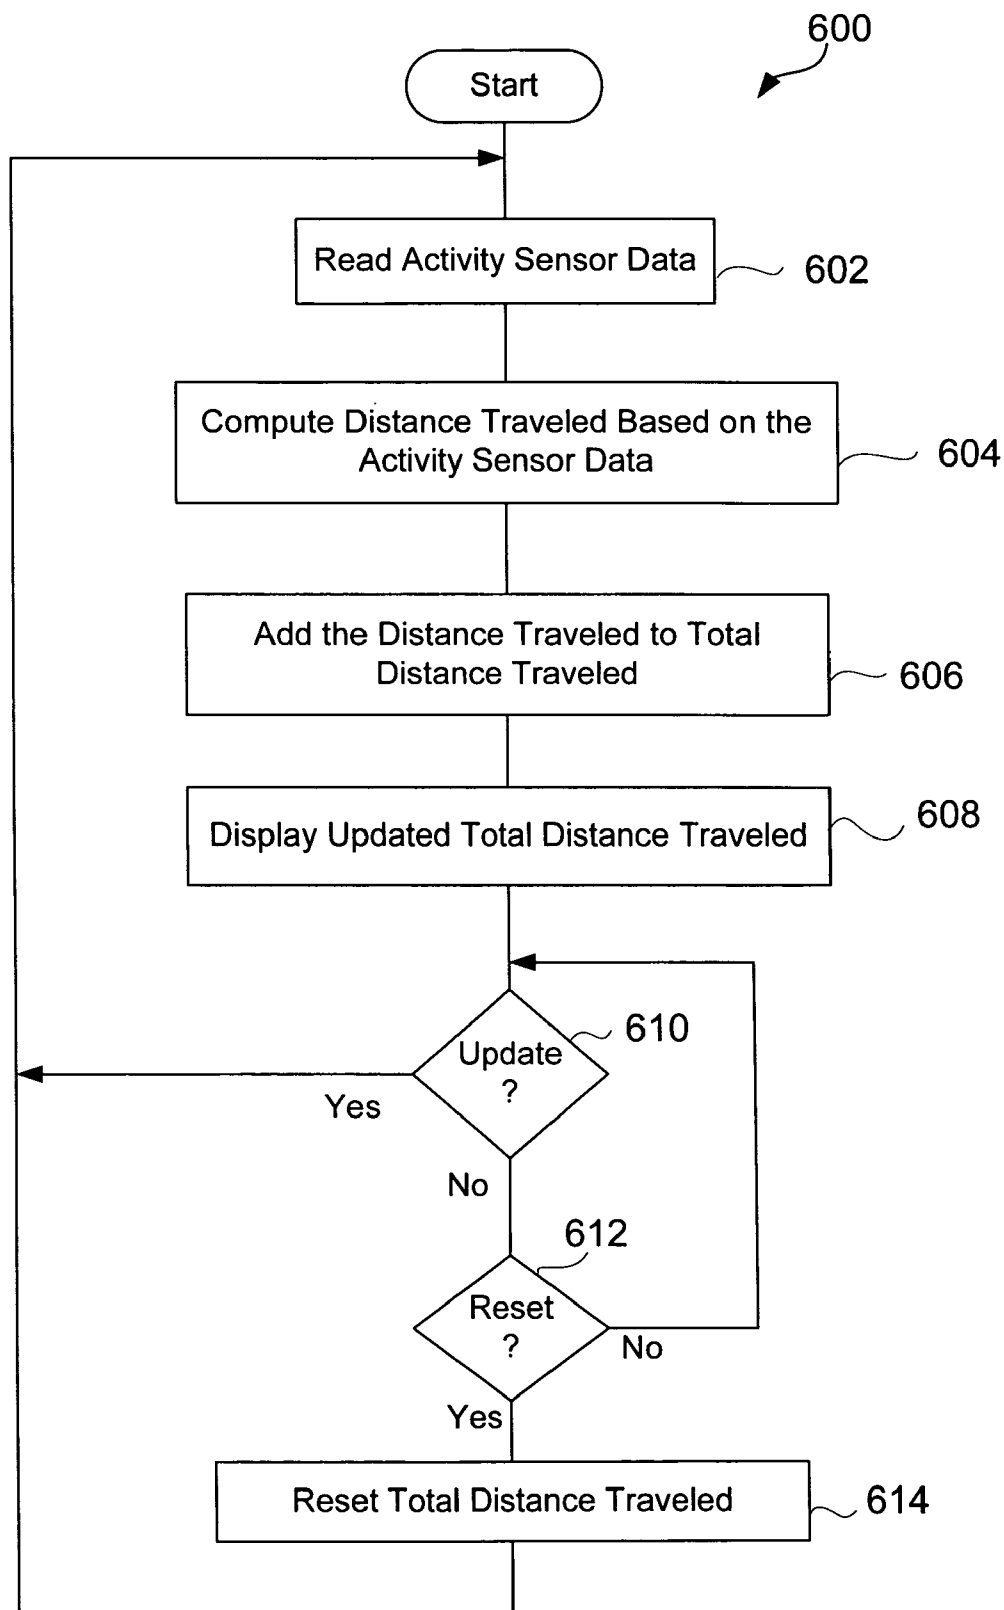 600
Start
Read Activity Sensor Data
602
Compute Distance Traveled Based on the
Activity Sensor Data
604
Add the Distance Traveled to Total
Distance Traveled
606
Display Updated Total Distance Traveled
608
Update
?
610
Yes
No
612
Reset
?
No
Yes
Reset Total Distance Traveled
614